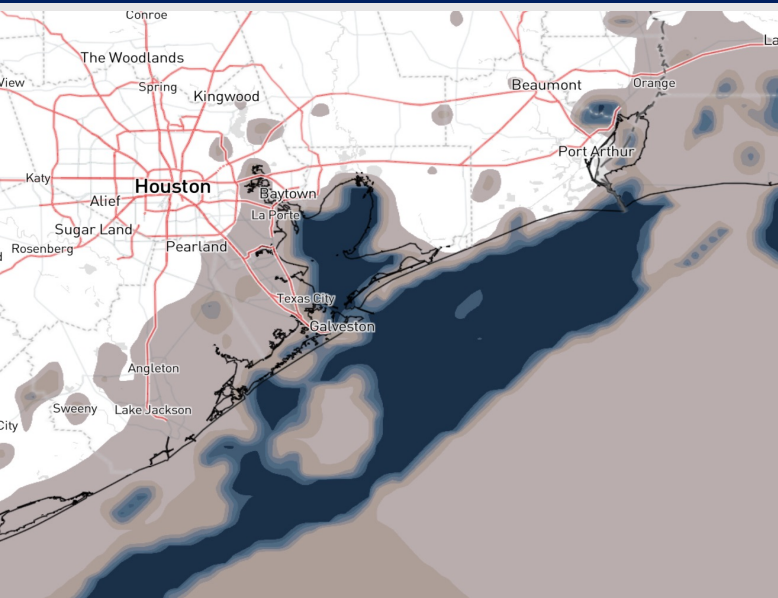 Conroe
La
The Woodlands
View
Spring
Kingwood
Beaumont
Orange
Port Arthur
Katy
Houston
Baytown
Alief
La Porte
Sugar Land
Rosenberg
Pearland
d
Texas City
Galveston
Angleton
Sweeny
Lake Jackson
City